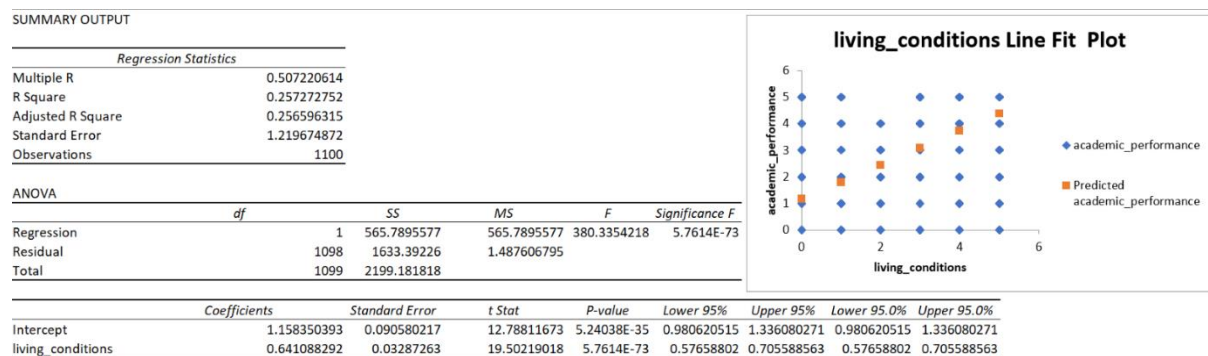 SUMMARY OUTPUT
Regression Statistics
Multiple R 0.507220614
R Square 0.257272752
Adjusted R Square 0.256596315
Standard Error 1.219674872
Observations 1100
ANOVA
df SS MS F Significance F
Regression 1 565.7895577 565.7895577 380.3354218 5.7614E-73
Residual 1098 1633.39226 1.487606795
Total 1099 2199.181818
Coefficients Standard Error t Stat P-value Lower 95% Upper 95% Lower 95.0% Upper 95.0%
Intercept 1.158350393 0.090580217 12.78811673 5.24038E-35 0.980620515 1.336080271 0.980620515 1.336080271
living_conditions 0.641088292 0.03287263 19.50219018 5.7614E-73 0.57658802 0.705588563 0.57658802 0.705588563
living_conditions Line Fit Plot
academic_performance
6
5
4
3
2
1
0
0 2 4 6
living_conditions
academic_performance
Predicted
academic_performance